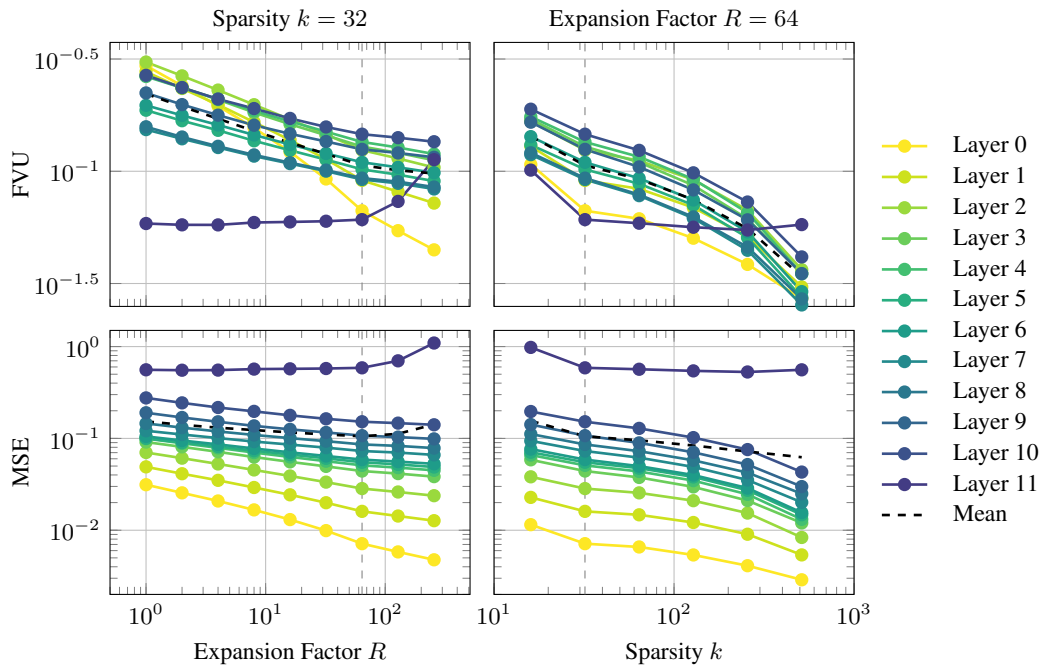 Sparsity k = 32
Expansion Factor R = 64
10^−0.5
10^−1
10^−1.5
FVU
10^0
10^−1
10^−2
MSE
10^0 10^1 10^2
10^1 10^2 10^3
Expansion Factor R
Sparsity k
Layer 0
Layer 1
Layer 2
Layer 3
Layer 4
Layer 5
Layer 6
Layer 7
Layer 8
Layer 9
Layer 10
Layer 11
Mean